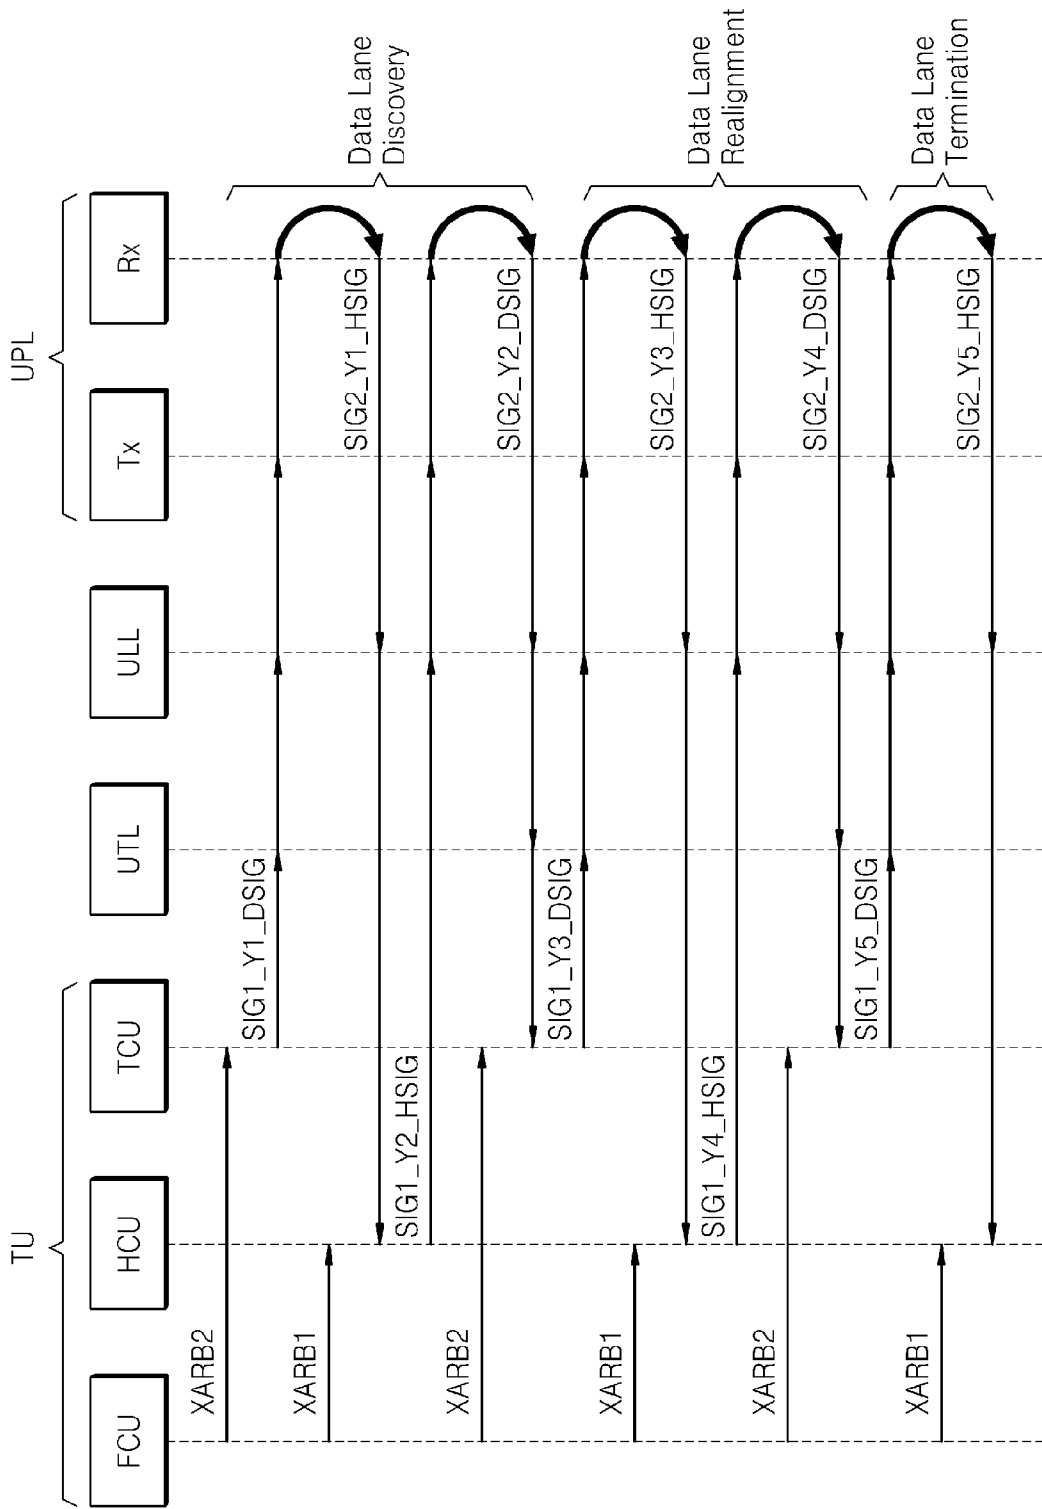 TU
UPL
FCU
HCU
TCU
UTL
ULL
Tx
Rx
XARB2
SIG1_Y1_DSIG
XARB1
SIG2_Y1_HSIG
SIG1_Y2_HSIG
XARB2
SIG2_Y2_DSIG
Data Lane
Discovery
SIG1_Y3_DSIG
XARB1
SIG2_Y3_HSIG
SIG1_Y4_HSIG
XARB2
SIG2_Y4_DSIG
Data Lane
Realignment
SIG1_Y5_DSIG
XARB1
SIG2_Y5_HSIG
Data Lane
Termination